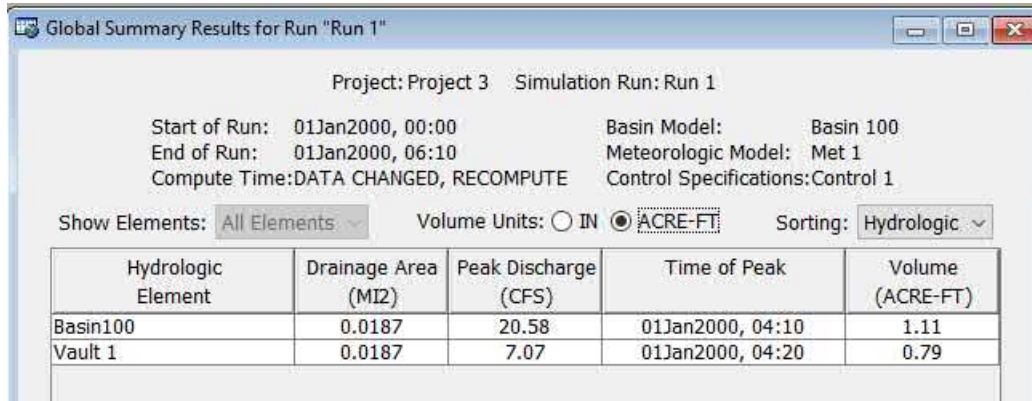 Global Summary Results for Run "Run 1"
Project: Project 3 Simulation Run: Run 1
Start of Run: 01Jan2000, 00:00 Basin Model: Basin 100
End of Run: 01Jan2000, 06:10 Meteorologic Model: Met 1
Compute Time:DATA CHANGED, RECOMPUTE Control Specifications:Control 1
Show Elements: All Elements Volume Units: IN ACRE-FT Sorting: Hydrologic
Hydrologic Drainage Area Peak Discharge Time of Peak Volume
Element (MI2) (CFS) (ACRE-FT)
Basin100 0.0187 20.58 01Jan2000, 04:10 1.11
Vault 1 0.0187 7.07 01Jan2000, 04:20 0.79